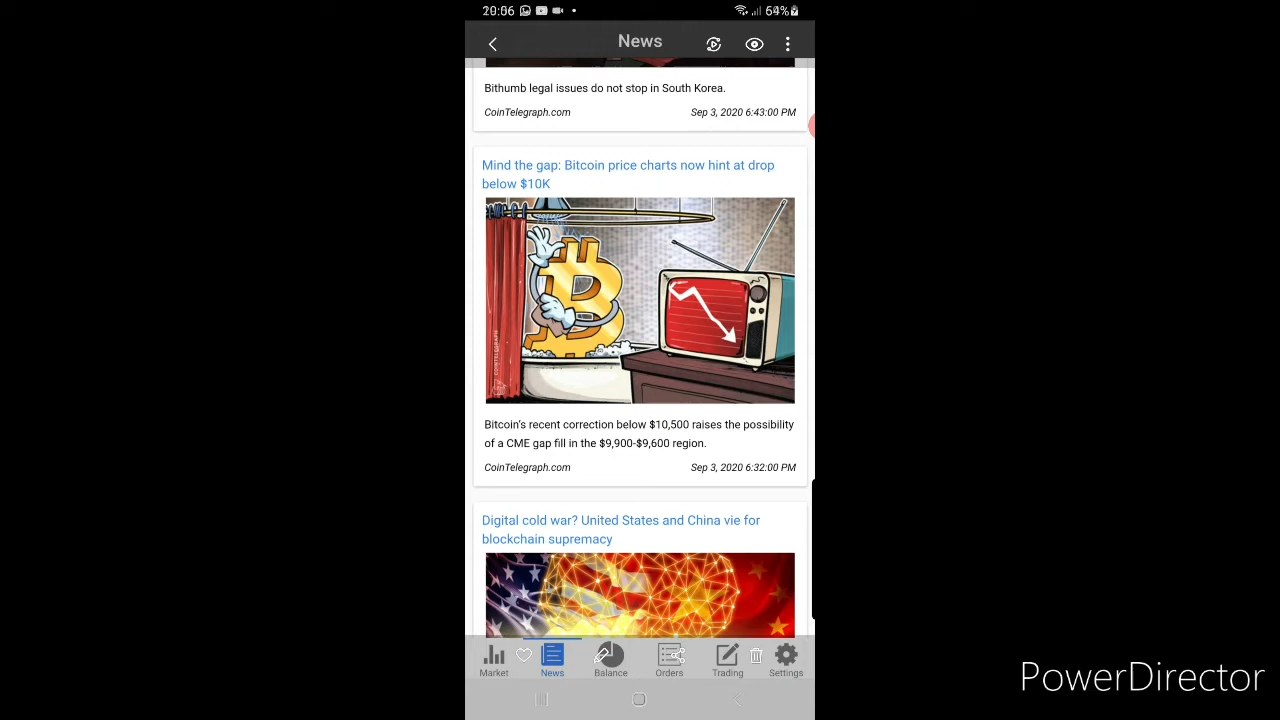 20:06
64%
News
Bithumb legal issues do not stop in South Korea.
CoinTelegraph.com Sep 3, 2020 6:43:00 PM
Mind the gap: Bitcoin price charts now hint at drop
below $10K
COINTELEGRAPH
Bitcoin's recent correction below $10,500 raises the possibility
of a CME gap fill in the $9,900-$9,600 region.
CoinTelegraph.com Sep 3, 2020 6:32:00 PM
Digital cold war? United States and China vie for
blockchain supremacy
Market News Balance Orders Trading Settings
PowerDirector